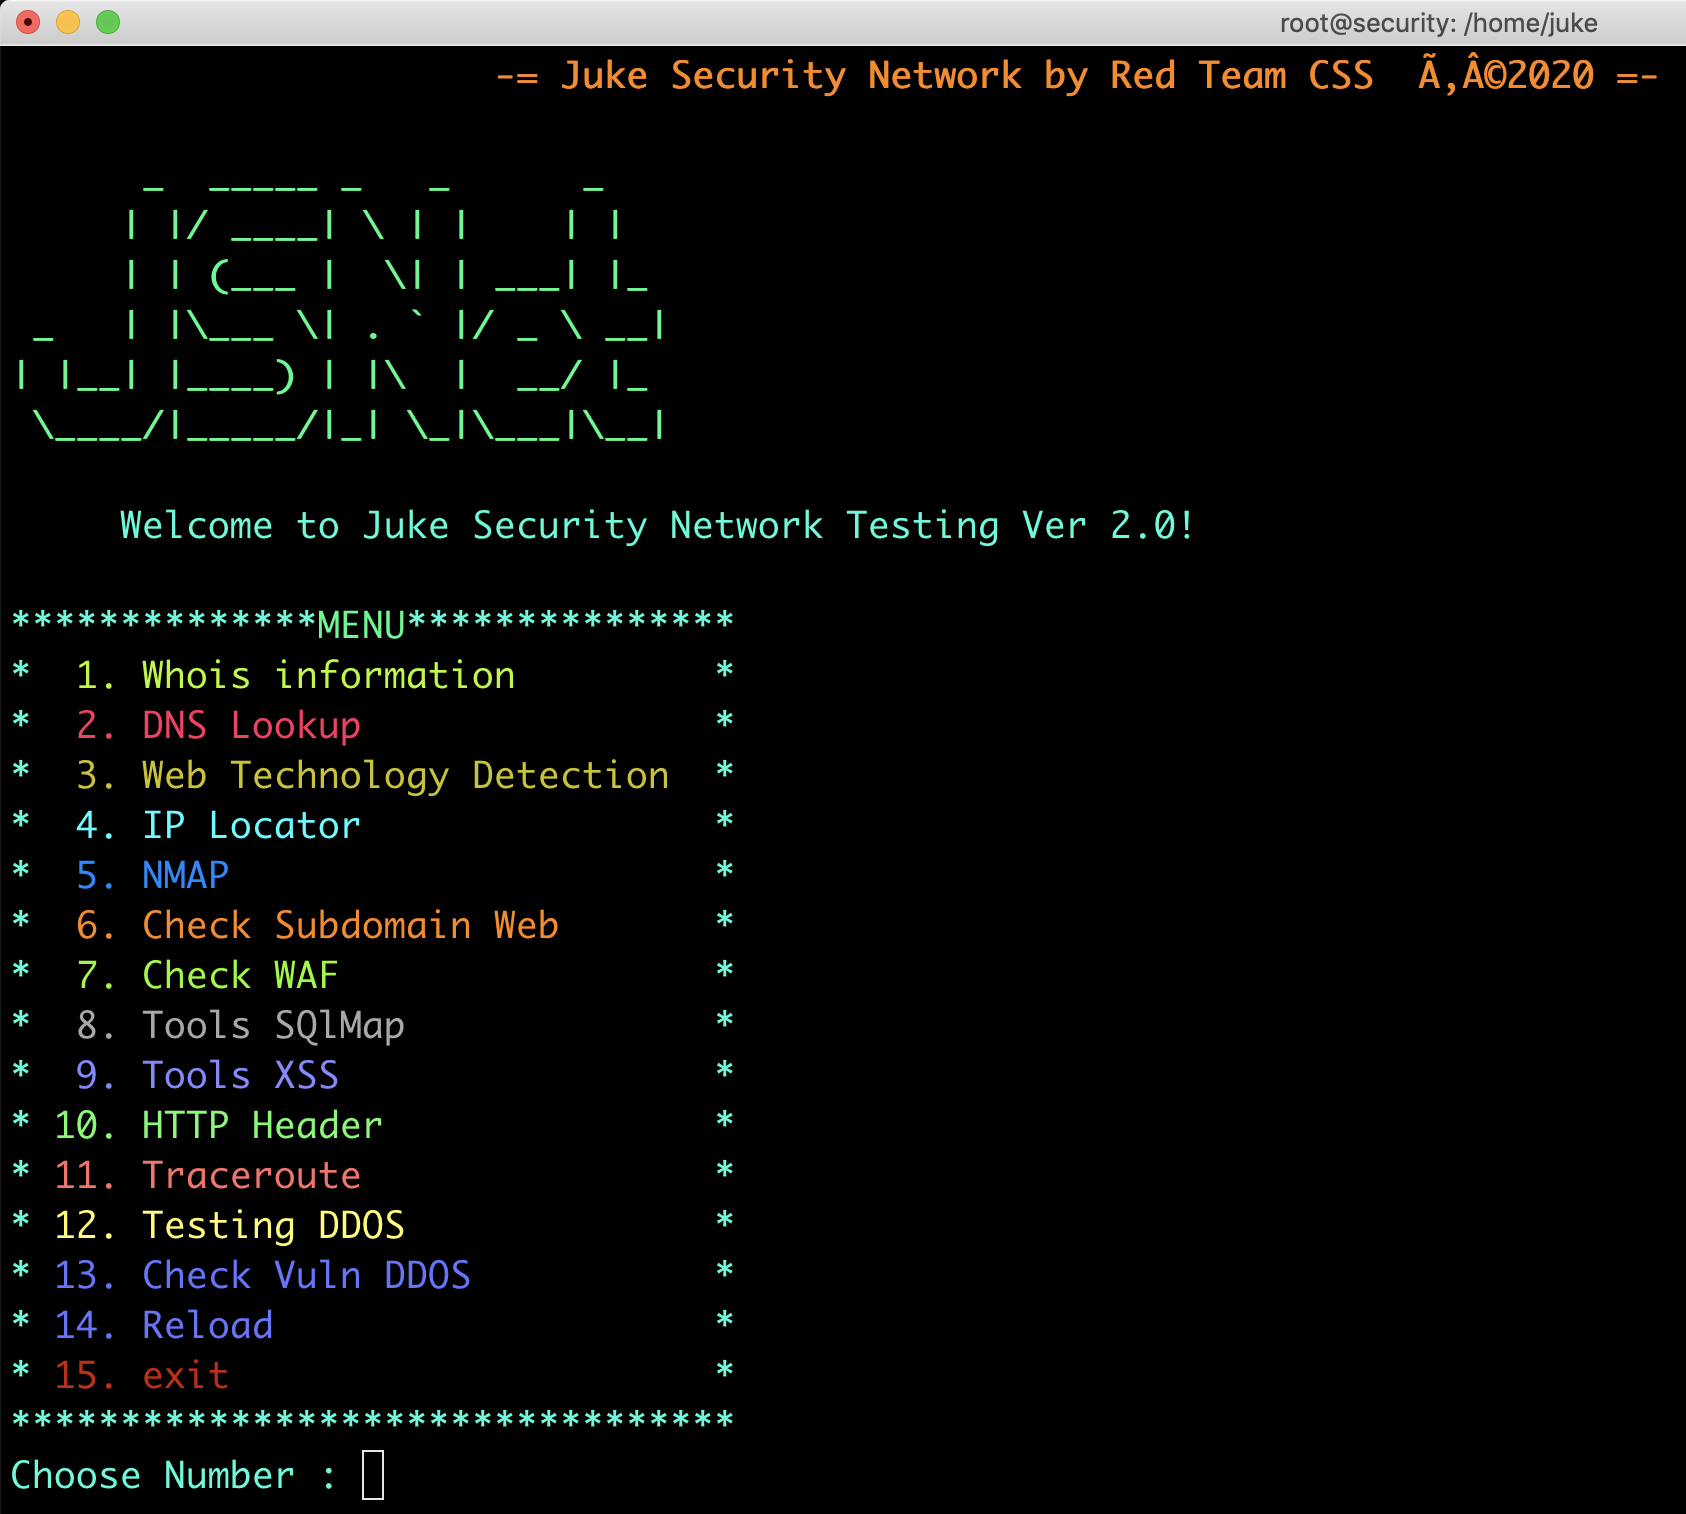 root@security: /home/juke
-= Juke Security Network by Red Team CSS  Ã‚Â©2020 =-
      _  _____ _   _      _
     | |/ ____| \ | |    | |
     | | (___ |  \| | ___| |_
 _   | |\___ \| . ` |/ _ \ __|
| |__| |____) | |\  |  __/ |_
 \____/|_____/|_| \_|\___|\__|
Welcome to Juke Security Network Testing Ver 2.0!
**************MENU***************
*  1. Whois information         *
*  2. DNS Lookup                *
*  3. Web Technology Detection  *
*  4. IP Locator                *
*  5. NMAP                      *
*  6. Check Subdomain Web       *
*  7. Check WAF                 *
*  8. Tools SQlMap              *
*  9. Tools XSS                 *
* 10. HTTP Header               *
* 11. Traceroute                *
* 12. Testing DDOS              *
* 13. Check Vuln DDOS           *
* 14. Reload                    *
* 15. exit                      *
*********************************
Choose Number :